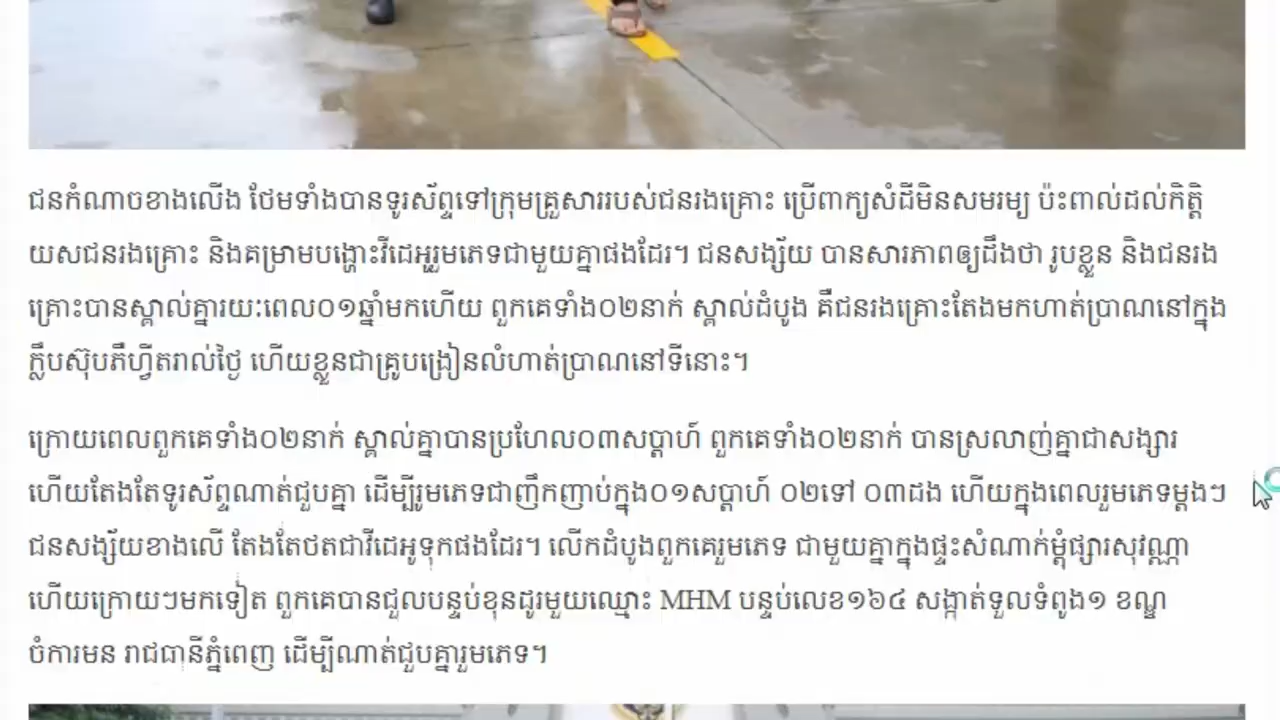 ជនកំណាចខាងលើង ថែមទាំងបានទូរស័ព្ទទៅក្រុមគ្រួសាររបស់ជនរងគ្រោះ ប្រើពាក្យសំដីមិនសមរម្យ ប៉ះពាល់ដល់កិត្តិ
យសជនរងគ្រោះ និងគម្រាមបង្ហោះវីដេអូរួមភេទជាមួយគ្នាផងដែរ។ ជនសង្ស័យ បានសារភាពឲ្យដឹងថា រូបខ្លួន និងជនរង
គ្រោះបានស្គាល់គ្នារយៈពេល០១ឆ្នាំមកហើយ ពួកគេទាំង០២នាក់ ស្គាល់ដំបូង គឺជនរងគ្រោះតែងមកហាត់ប្រាណនៅក្នុង
ក្លឹបស៊ុបភឺហ្វីតរាល់ថ្ងៃ ហើយខ្លួនជាគ្រូបង្រៀនលំហាត់ប្រាណនៅទីនោះ។
ក្រោយពេលពួកគេទាំង០២នាក់ ស្គាល់គ្នាបានប្រហែល០៣សប្តាហ៍ ពួកគេទាំង០២នាក់ បានស្រលាញ់គ្នាជាសង្សារ
ហើយតែងតែទូរស័ព្ទណាត់ជួបគ្នា ដើម្បីរួមភេទជាញឹកញាប់ក្នុង០១សប្តាហ៍ ០២ទៅ ០៣ដង ហើយក្នុងពេលរួមភេទម្តងៗ
ជនសង្ស័យខាងលើ តែងតែថតជាវីដេអូទុកផងដែរ។ លើកដំបូងពួកគេរួមភេទ ជាមួយគ្នាក្នុងផ្ទះសំណាក់ម្តុំផ្សារសុវណ្ណា
ហើយក្រោយៗមកទៀត ពួកគេបានជួលបន្ទប់ខុនដូរមួយឈ្មោះ MHM បន្ទប់លេខ១៦៤ សង្កាត់ទួលទំពូង១ ខណ្ឌ
ចំការមន រាជធានីភ្នំពេញ ដើម្បីណាត់ជួបគ្នារួមភេទ។